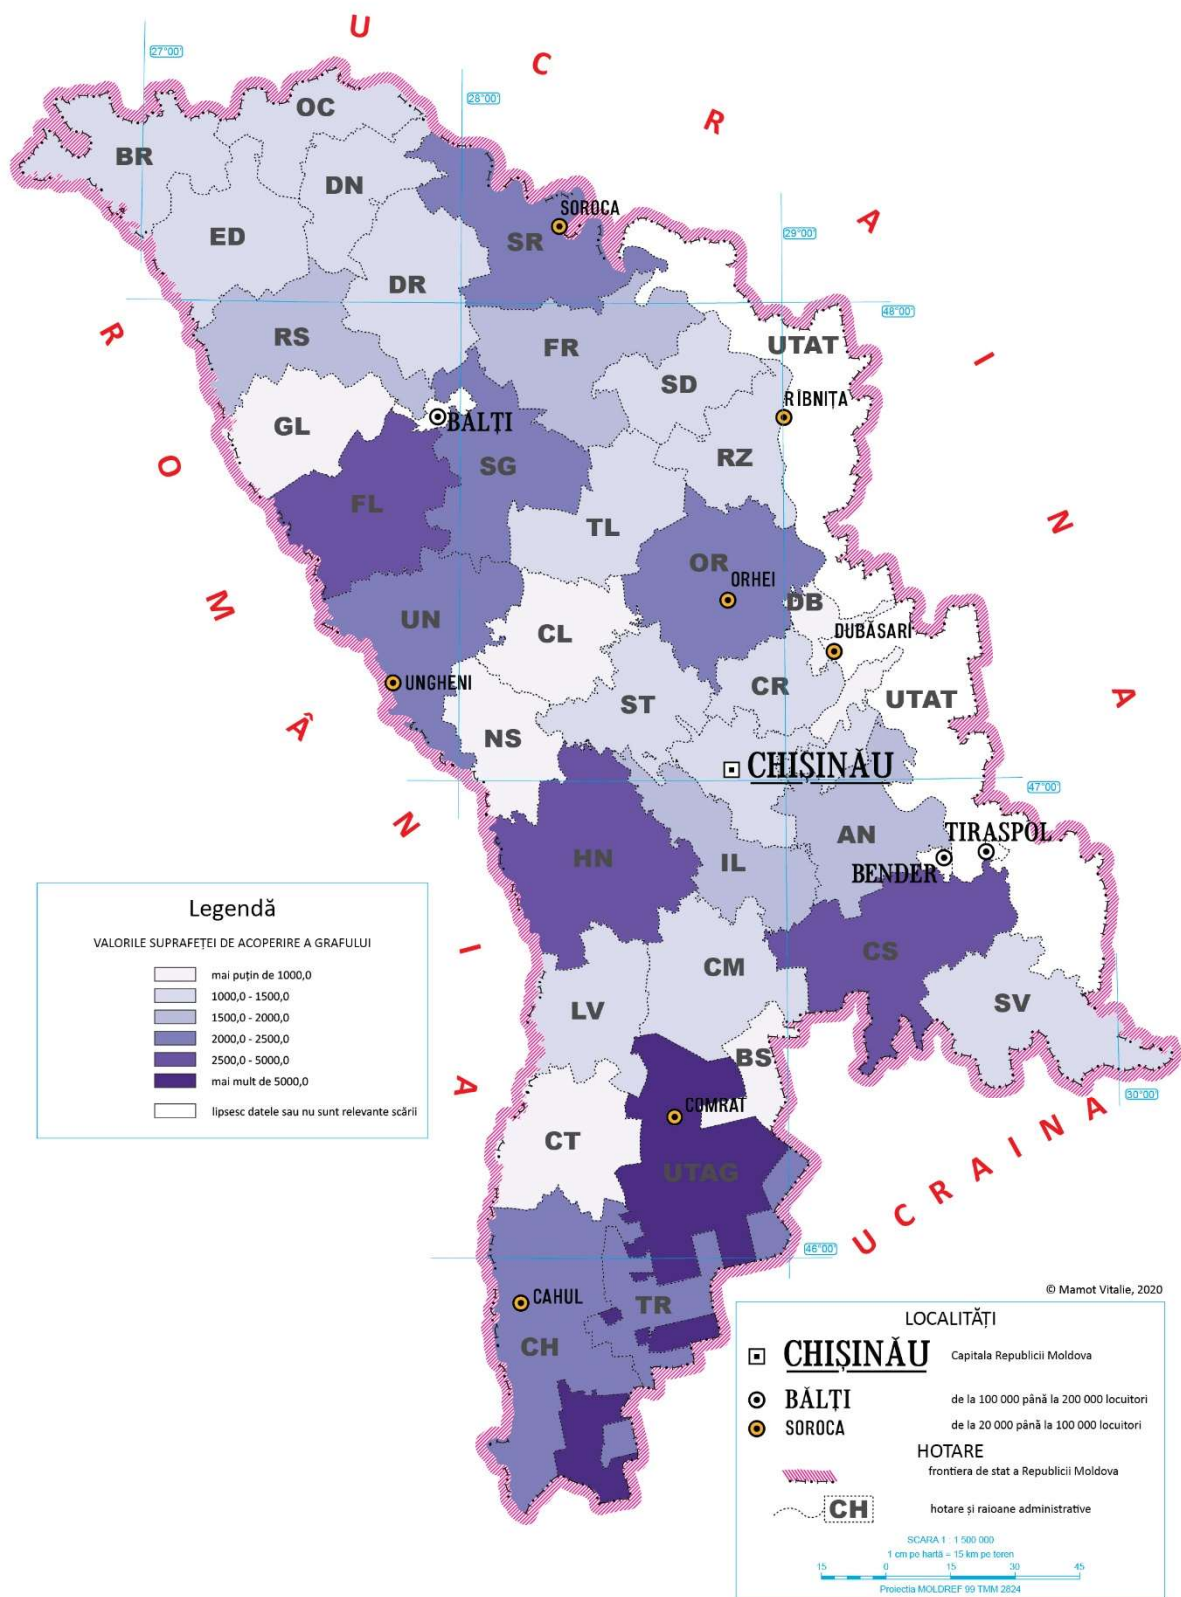 U C R A I N A
27°00'
28°00'
OC
BR
DN
SOROCA
ED
SR
29°00'
DR
48°00'
R O M Â N I A
RS
FR
UTAT
SD
RÎBNIȚA
GL
BĂLȚI
RZ
SG
FL
TL
OR
ORHEI
DB
UN
CL
DUBĂSARI
UNGHENI
CR
ST
UTAT
NS
CHIȘINĂU
47°00'
TIRASPOL
AN
HN
IL
BENDER
Legendă
VALORILE SUPRAFEȚEI DE ACOPERIRE A GRAFULUI
mai puțin de 1000,0
1000,0 - 1500,0
1500,0 - 2000,0
2000,0 - 2500,0
2500,0 - 5000,0
mai mult de 5000,0
lipsesc datele sau nu sunt relevante scării
CS
CM
LV
SV
BS
30°00'
COMRAT
CT
UTAG
U C R A I N A
46°00'
CAHUL
TR
CH
© Mamot Vitalie, 2020
LOCALITĂȚI
CHIȘINĂU Capitala Republicii Moldova
BĂLȚI de la 100 000 până la 200 000 locuitori
SOROCA de la 20 000 până la 100 000 locuitori
HOTARE
frontiera de stat a Republicii Moldova
CH hotare și raioane administrative
SCARA 1 : 1 500 000
1 cm pe hartă = 15 km pe teren
15 0 15 30 45
Proiectia MOLDREF 99 TMM 2824